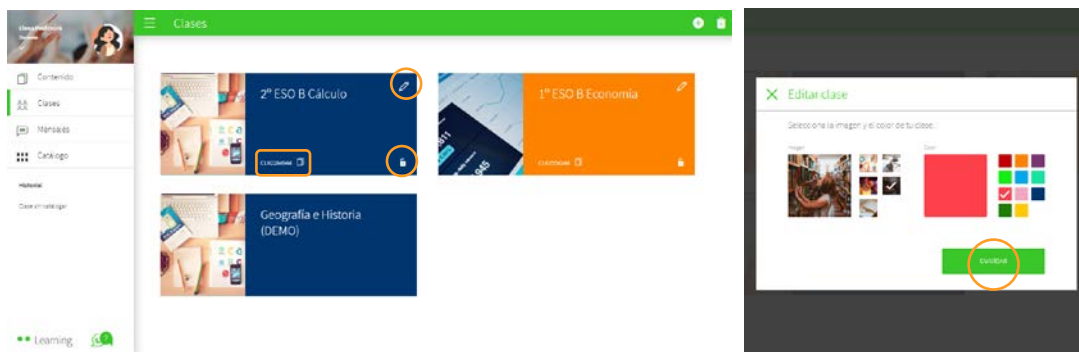 Clases
Contenido
Clases
Mensajes
Catálogo
Historial
2º ESO B Cálculo
1º ESO B Economía
Geografía e Historia
(DEMO)
Learning
Editar clase
Selecciona la imagen y el color de tu clase.
Imagen
Color
GUARDAR